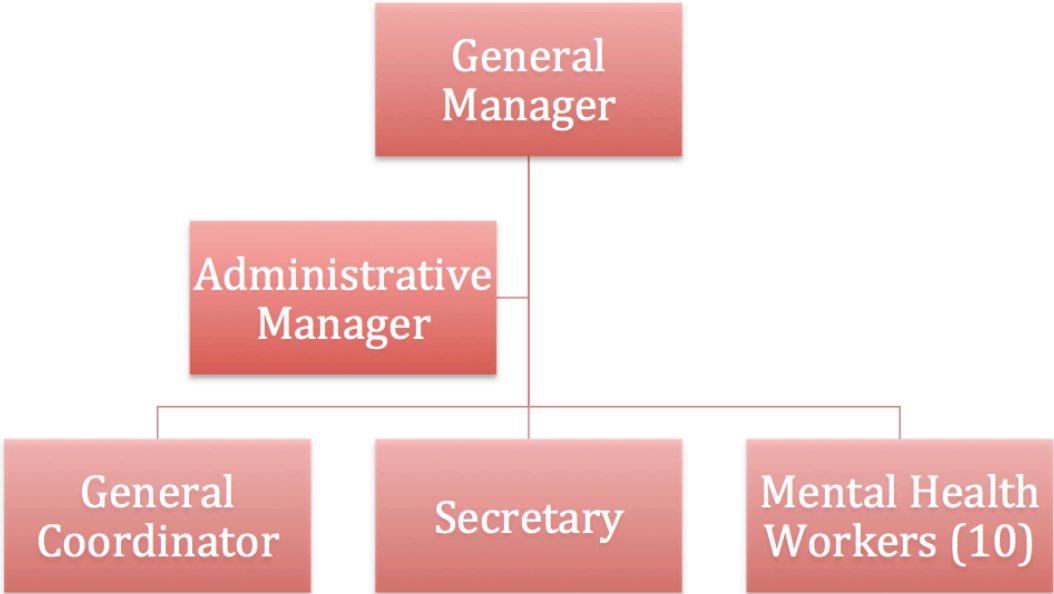 General
Manager
Administrative
Manager
General
Coordinator
Secretary
Mental Health
Workers (10)